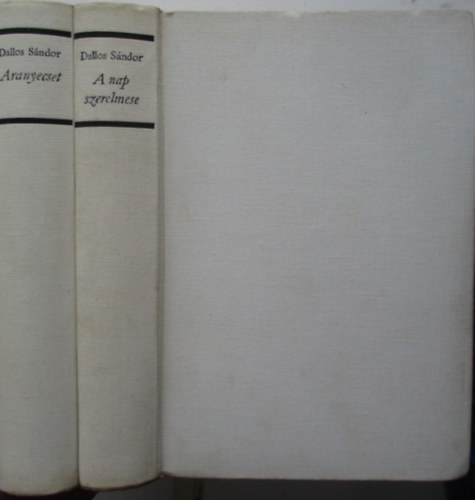 Dallos Sándor
Aranyecset
Dallos Sándor
A nap
szerelmese